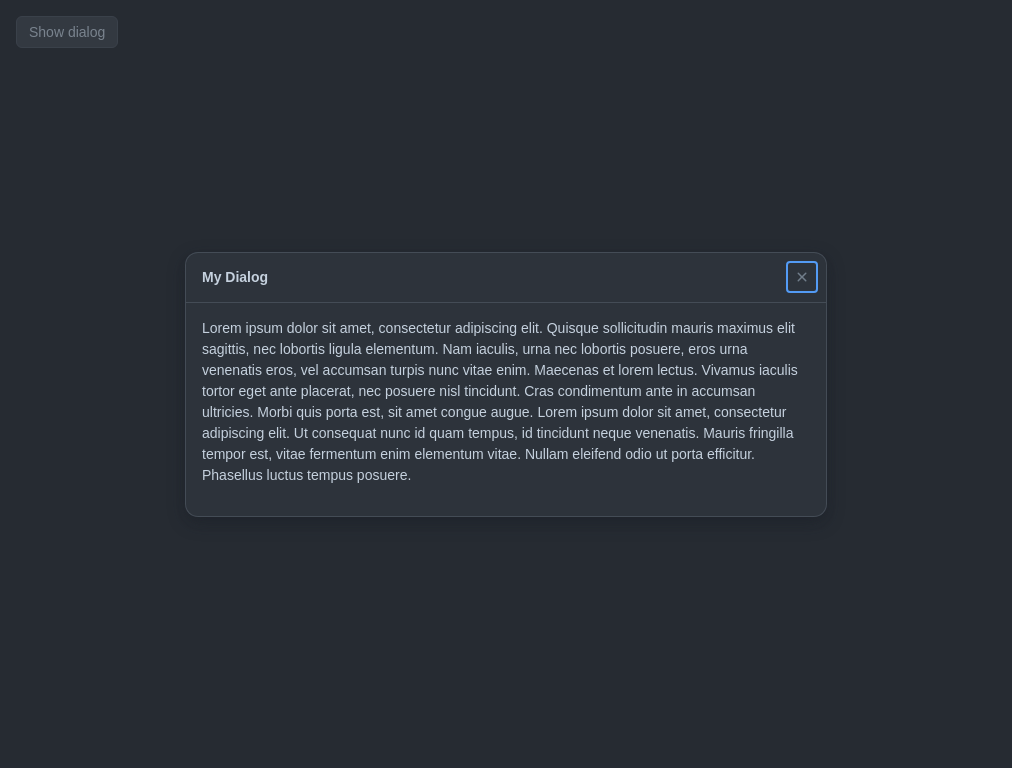 Show dialog
My Dialog
Lorem ipsum dolor sit amet, consectetur adipiscing elit. Quisque sollicitudin mauris maximus elit
sagittis, nec lobortis ligula elementum. Nam iaculis, urna nec lobortis posuere, eros urna
venenatis eros, vel accumsan turpis nunc vitae enim. Maecenas et lorem lectus. Vivamus iaculis
tortor eget ante placerat, nec posuere nisl tincidunt. Cras condimentum ante in accumsan
ultricies. Morbi quis porta est, sit amet congue augue. Lorem ipsum dolor sit amet, consectetur
adipiscing elit. Ut consequat nunc id quam tempus, id tincidunt neque venenatis. Mauris fringilla
tempor est, vitae fermentum enim elementum vitae. Nullam eleifend odio ut porta efficitur.
Phasellus luctus tempus posuere.